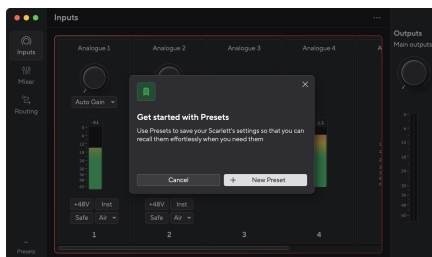 Inputs
Outputs
Main outputs
Inputs
Mixer
Routing
Presets
Analogue 1
Analogue 2
Analogue 3
Analogue 4
A
Auto Gain
Get started with Presets
Use Presets to save your Scarlett's settings so that you can
recall them effortlessly when you need them
Cancel
+ New Preset
+48V Inst
+48V Inst
Safe Air
Safe Air
1
2
3
4